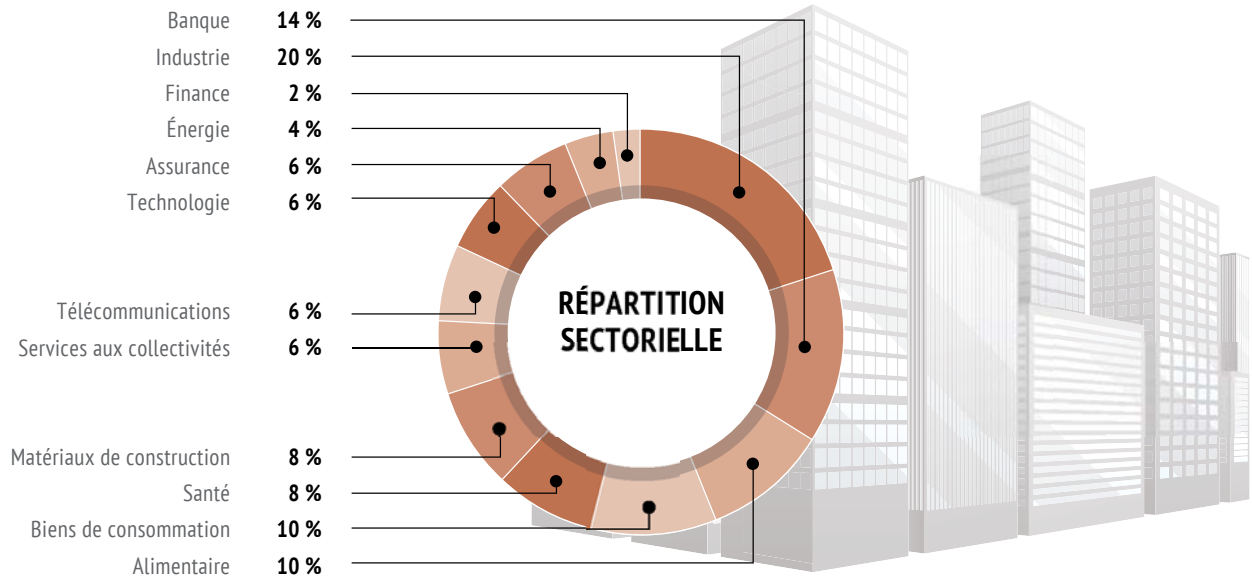 Banque 14 %
Industrie 20 %
Finance 2 %
Énergie 4 %
Assurance 6 %
Technologie 6 %
Télécommunications 6 %
Services aux collectivités 6 %
Matériaux de construction 8 %
Santé 8 %
Biens de consommation 10 %
Alimentaire 10 %
RÉPARTITION
SECTORIELLE